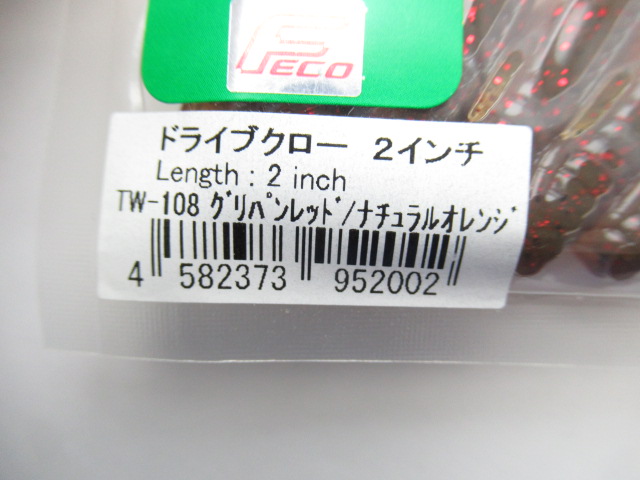 FECO
ドライブクロー 2インチ
Length : 2 inch
TW-108 ｸﾞﾘﾊﾟﾝﾚｯﾄﾞ/ﾅﾁｭﾗﾙｵﾚﾝｼﾞ
4 582373 952002